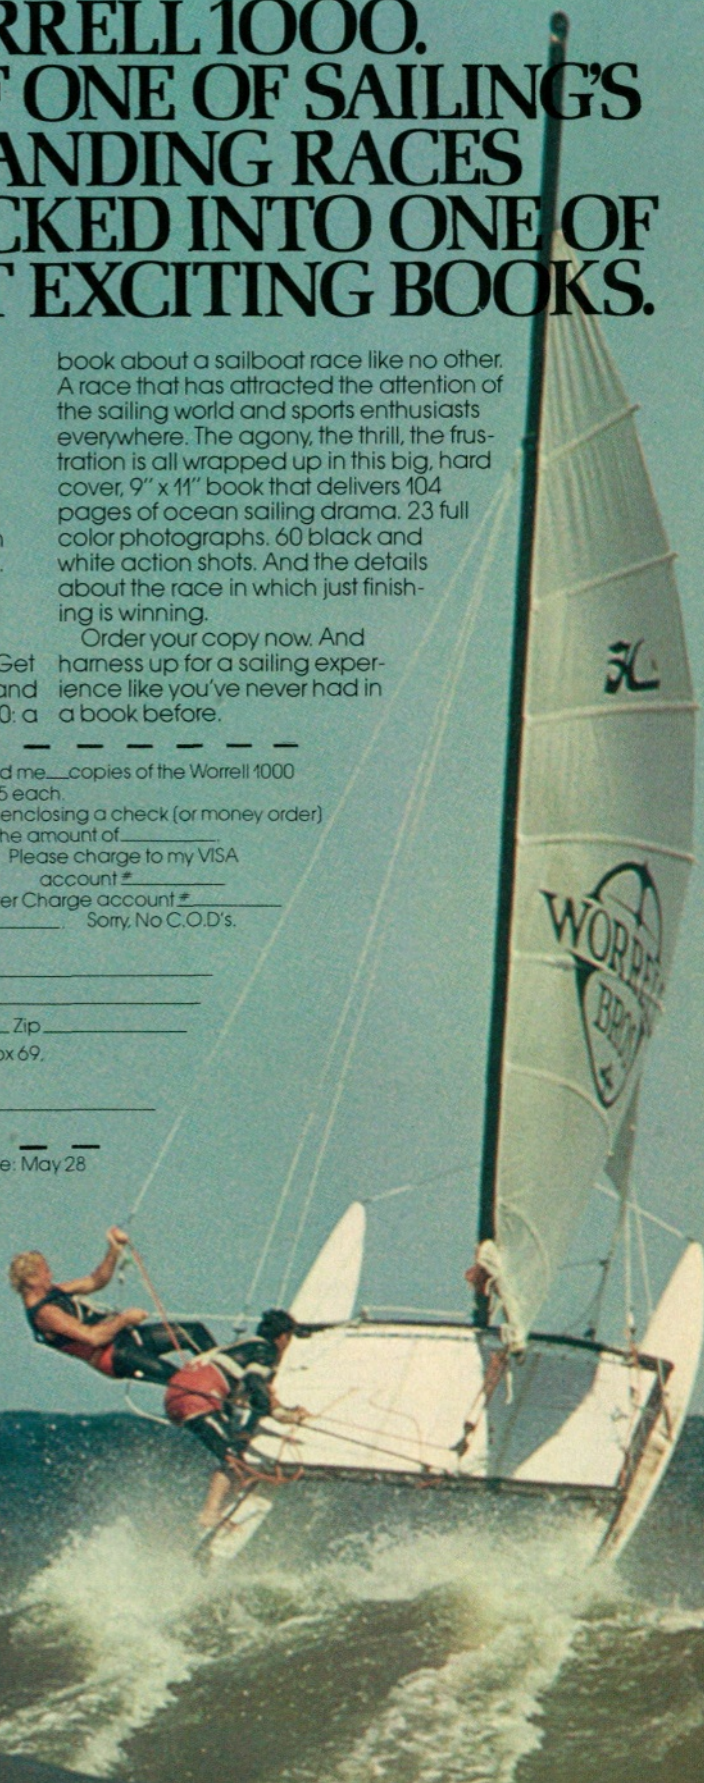 RRELL 1000.
F ONE OF SAILING'S
ANDING RACES
CKED INTO ONE OF
T EXCITING BOOKS.
book about a sailboat race like no other.
A race that has attracted the attention of
the sailing world and sports enthusiasts
everywhere. The agony, the thrill, the frus-
tration is all wrapped up in this big, hard
cover, 9" x 11" book that delivers 104
pages of ocean sailing drama. 23 full
color photographs. 60 black and
white action shots. And the details
about the race in which just finish-
ing is winning.
Order your copy now. And
Get harness up for a sailing exper-
and ience like you've never had in
0: a a book before.
d me__copies of the Worrell 1000
5 each.
enclosing a check (or money order)
he amount of________.
Please charge to my VISA
account #________
er Charge account #________
______. Sorry, No C.O.D's.
Zip________
ox 69,
e: May 28
WORRELL
BROS